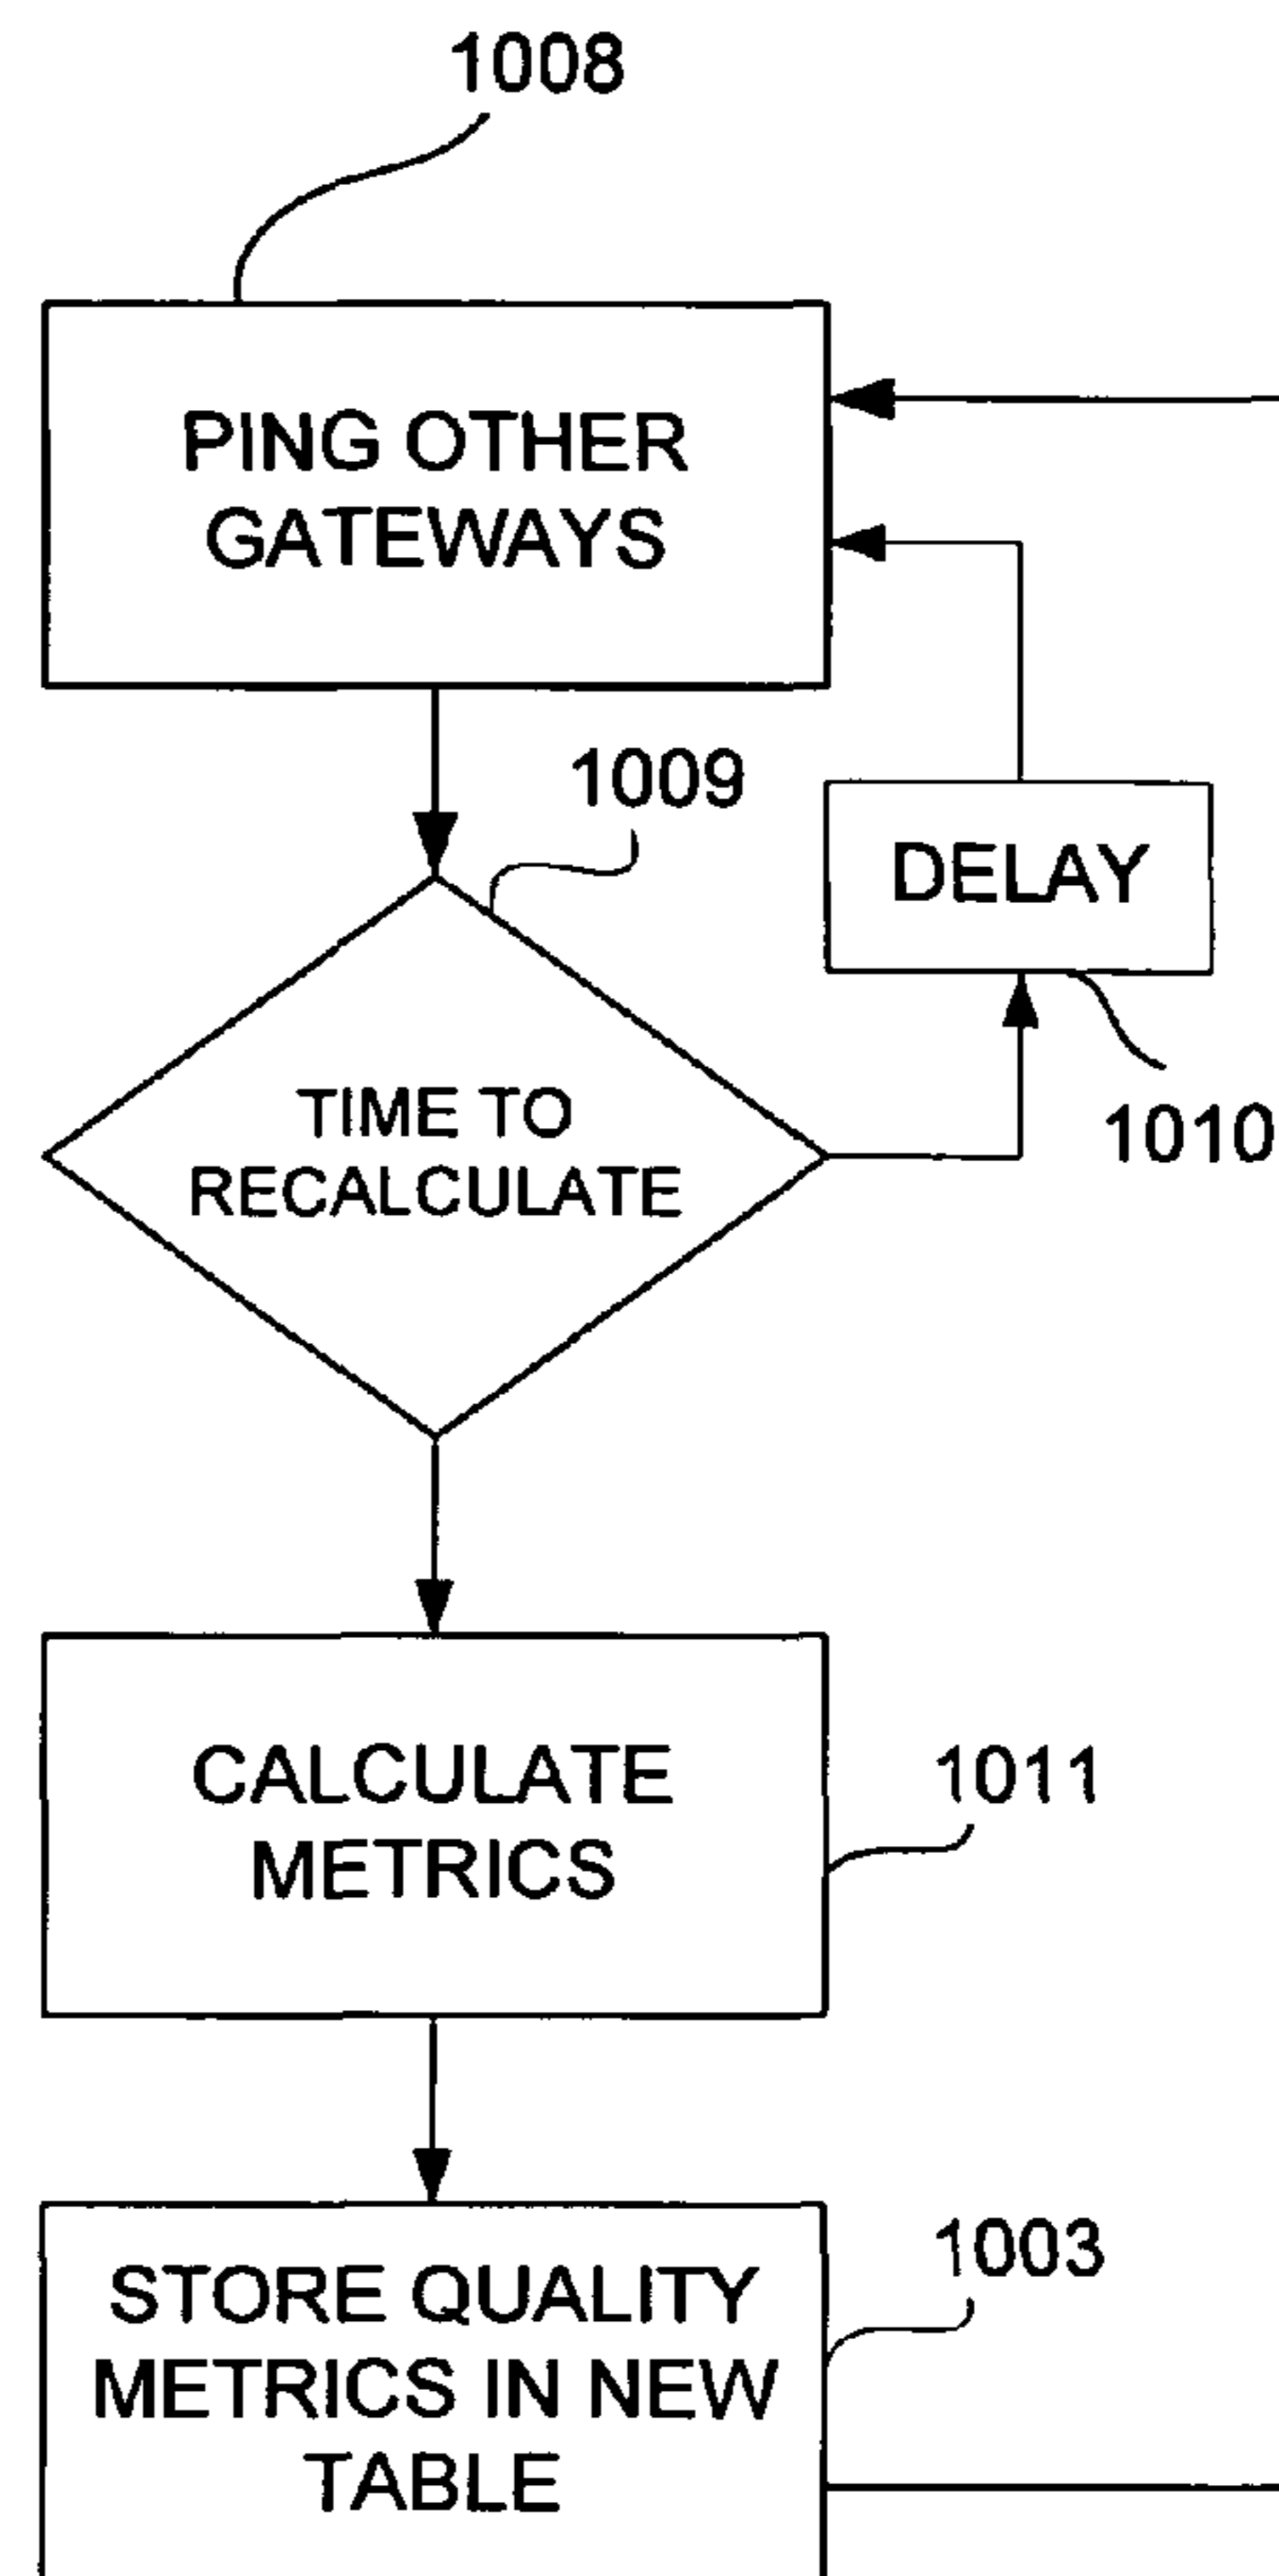 1008
PING OTHER
GATEWAYS
1009
DELAY
TIME TO
RECALCULATE
1010
CALCULATE
METRICS
1011
STORE QUALITY
METRICS IN NEW
TABLE
1003